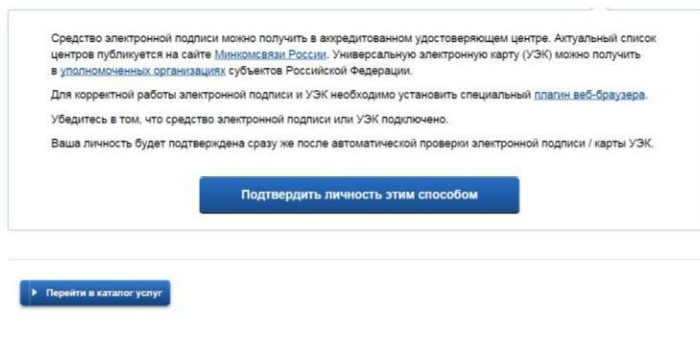 Средство электронной подписи можно получить в аккредитованном удостоверяющем центре. Актуальный список
центров публикуется на сайте Минкомсвязи России. Универсальную электронную карту (УЭК) можно получить
в уполномоченных организациях субъектов Российской Федерации.
Для корректной работы электронной подписи и УЭК необходимо установить специальный плагин веб-браузера.
Убедитесь в том, что средство электронной подписи или УЭК подключено.
Ваша личность будет подтверждена сразу же после автоматической проверки электронной подписи / карты УЭК.
Подтвердить личность этим способом
Перейти в каталог услуг